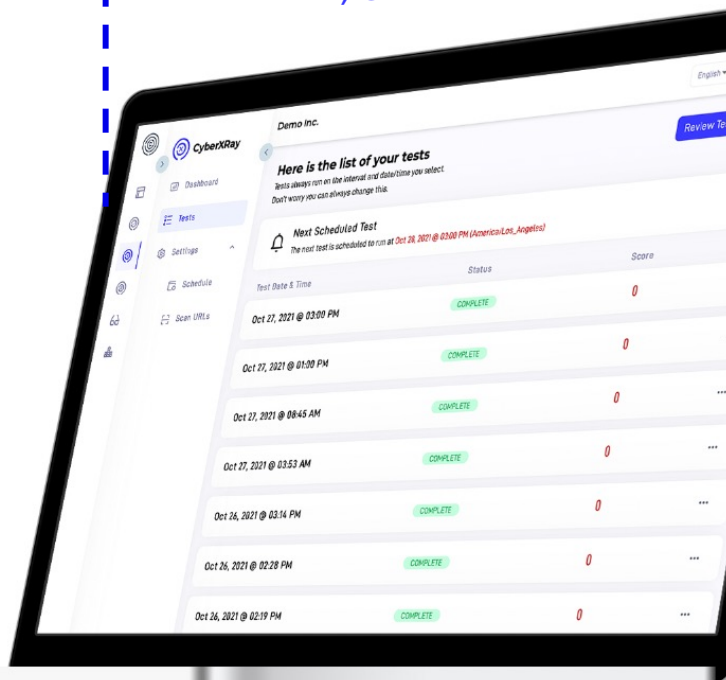 English
Demo Inc.
CyberXRay
Dashboard
Tests
Settings
Schedule
Scan URLs
Here is the list of your tests
Tests always run on the interval and date/time you select.
Don't worry you can always change this.
Review
Next Scheduled Test
The next test is scheduled to run at Oct 28, 2021 @ 03:00 PM (America/Los_Angeles)
Test Date & Time Status Score
Oct 27, 2021 @ 03:00 PM COMPLETE 0
Oct 27, 2021 @ 01:00 PM COMPLETE 0
Oct 27, 2021 @ 08:45 AM COMPLETE 0
Oct 27, 2021 @ 03:53 AM COMPLETE 0
Oct 26, 2021 @ 03:14 PM COMPLETE 0
Oct 26, 2021 @ 02:28 PM COMPLETE 0
Oct 26, 2021 @ 02:19 PM COMPLETE 0